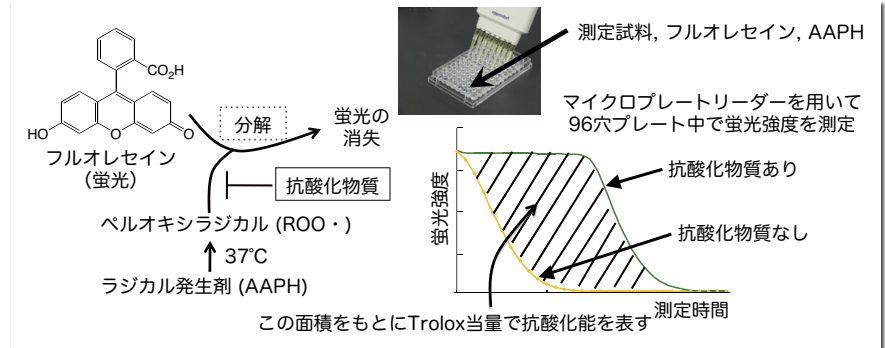 CO2H
HO
O
O
フルオレセイン
（蛍光）
分解
蛍光の
消失
抗酸化物質
ペルオキシラジカル (ROO・)
37℃
ラジカル発生剤 (AAPH)
測定試料, フルオレセイン, AAPH
マイクロプレートリーダーを用いて
96穴プレート中で蛍光強度を測定
蛍光強度
抗酸化物質あり
抗酸化物質なし
測定時間
この面積をもとにTrolox当量で抗酸化能を表す